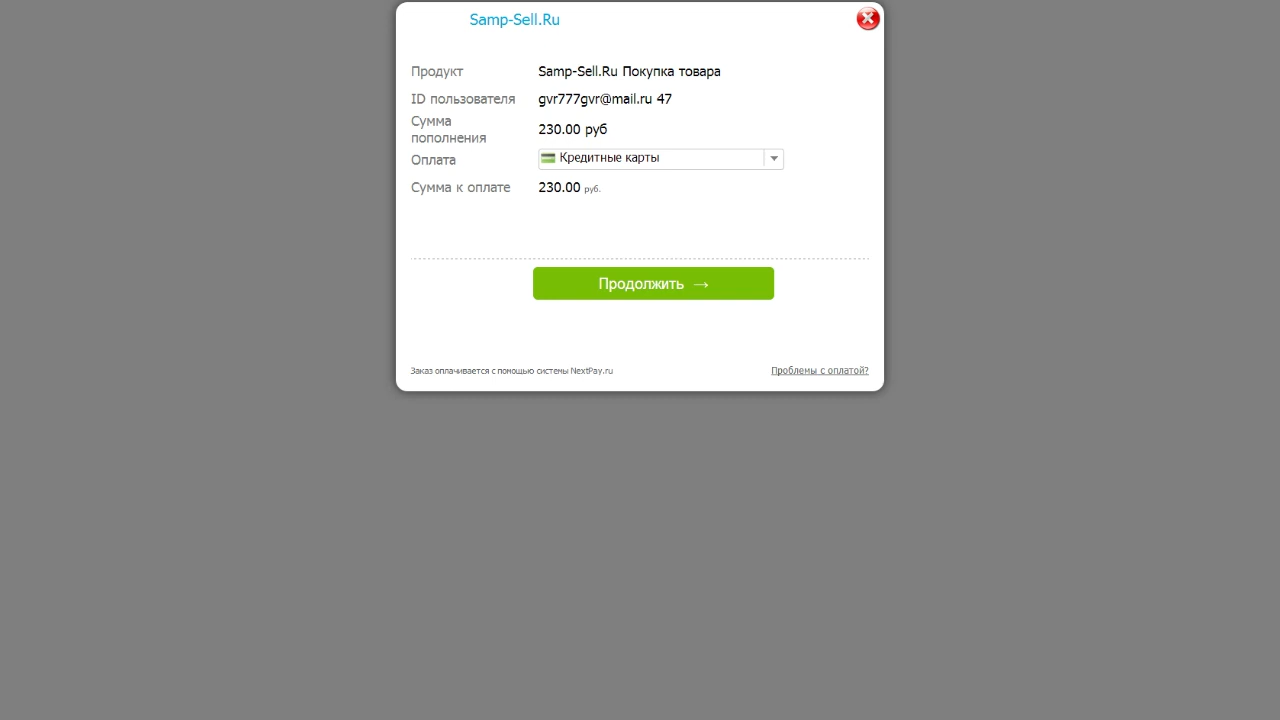 Samp-Sell.Ru
Продукт Samp-Sell.Ru Покупка товара
ID пользователя gvr777gvr@mail.ru 47
Сумма
пополнения 230.00 руб
Оплата Кредитные карты
Сумма к оплате 230.00 руб.
Продолжить →
Заказ оплачивается с помощью системы NextPay.ru Проблемы с оплатой?